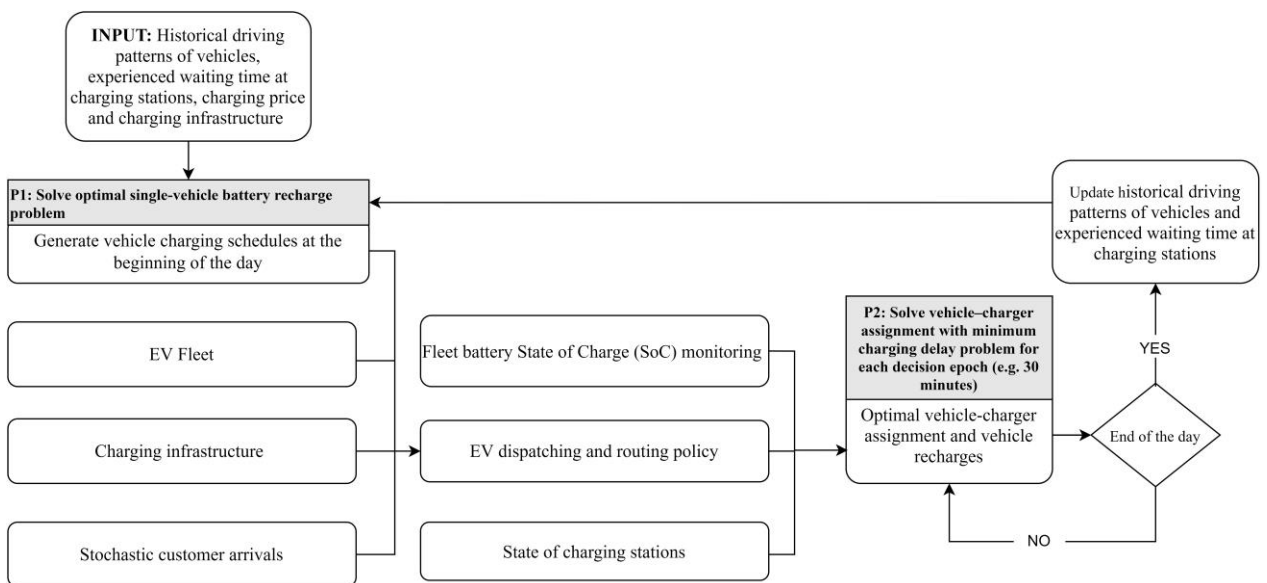 INPUT: Historical driving
patterns of vehicles,
experienced waiting time at
charging stations, charging price
and charging infrastructure
P1: Solve optimal single-vehicle battery recharge
problem
Generate vehicle charging schedules at the
beginning of the day
EV Fleet
Charging infrastructure
Stochastic customer arrivals
Fleet battery State of Charge (SoC) monitoring
EV dispatching and routing policy
State of charging stations
P2: Solve vehicle–charger
assignment with minimum
charging delay problem for
each decision epoch (e.g. 30
minutes)
Optimal vehicle-charger
assignment and vehicle
recharges
End of the day
YES
NO
Update historical driving
patterns of vehicles and
experienced waiting time at
charging stations